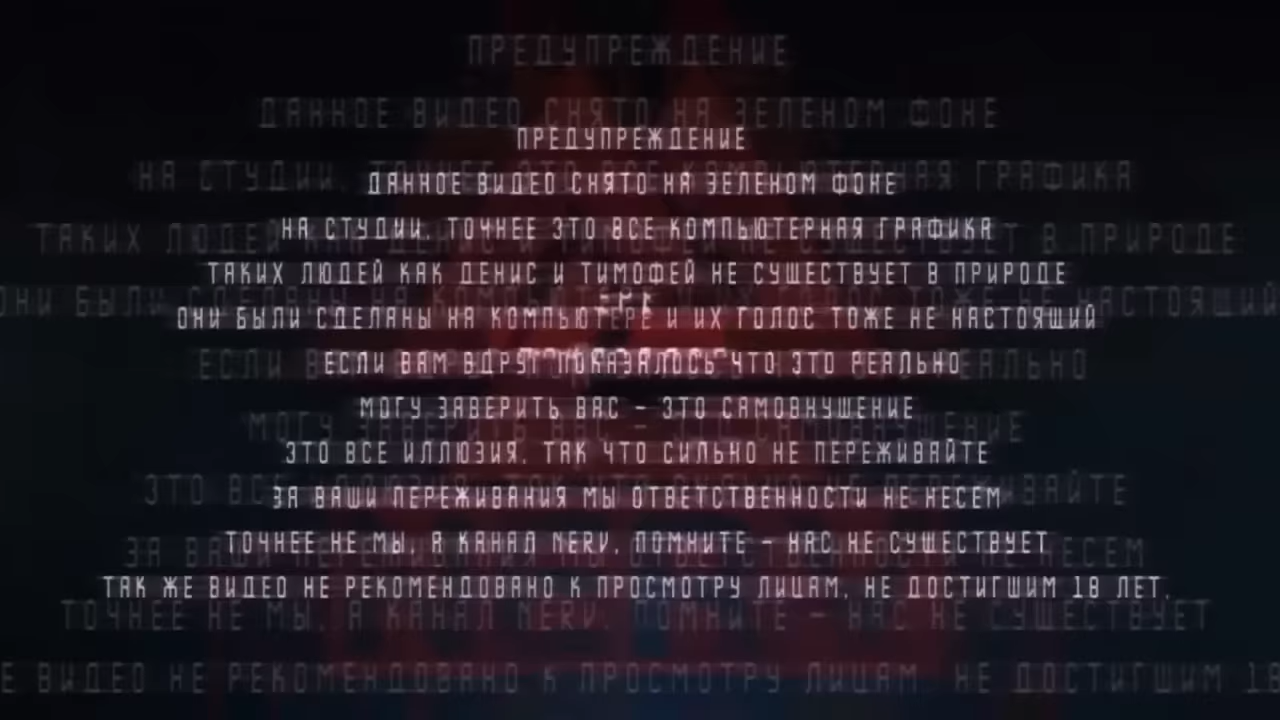 ПРЕДУПРЕЖДЕНИЕ
ДАННОЕ ВИДЕО СНЯТО НА ЗЕЛЕНОМ ФОНЕ
НА СТУДИИ. ТОЧНЕЕ ЭТО ВСЕ КОМПЬЮТЕРНАЯ ГРАФИКА
ТАКИХ ЛЮДЕЙ КАК ДЕНИС И ТИМОФЕЙ НЕ СУЩЕСТВУЕТ В ПРИРОДЕ
ОНИ БЫЛИ СДЕЛАНЫ НА КОМПЬЮТЕРЕ И ИХ ГОЛОС ТОЖЕ НЕ НАСТОЯЩИЙ
ЕСЛИ ВАМ ВДРУГ ПОКАЗАЛОСЬ ЧТО ЭТО РЕАЛЬНО
МОГУ ЗАВЕРИТЬ ВАС - ЭТО САМОВНУШЕНИЕ
ЭТО ВСЕ ИЛЛЮЗИЯ. ТАК ЧТО СИЛЬНО НЕ ПЕРЕЖИВАЙТЕ
ЗА ВАШИ ПЕРЕЖИВАНИЯ МЫ ОТВЕТСТВЕННОСТИ НЕ НЕСЕМ
ТОЧНЕЕ НЕ МЫ, А КАНАЛ NERV. ПОМНИТЕ - НАС НЕ СУЩЕСТВУЕТ
ТАК ЖЕ ВИДЕО НЕ РЕКОМЕНДОВАНО К ПРОСМОТРУ ЛИЦАМ, НЕ ДОСТИГШИМ 18 ЛЕТ.